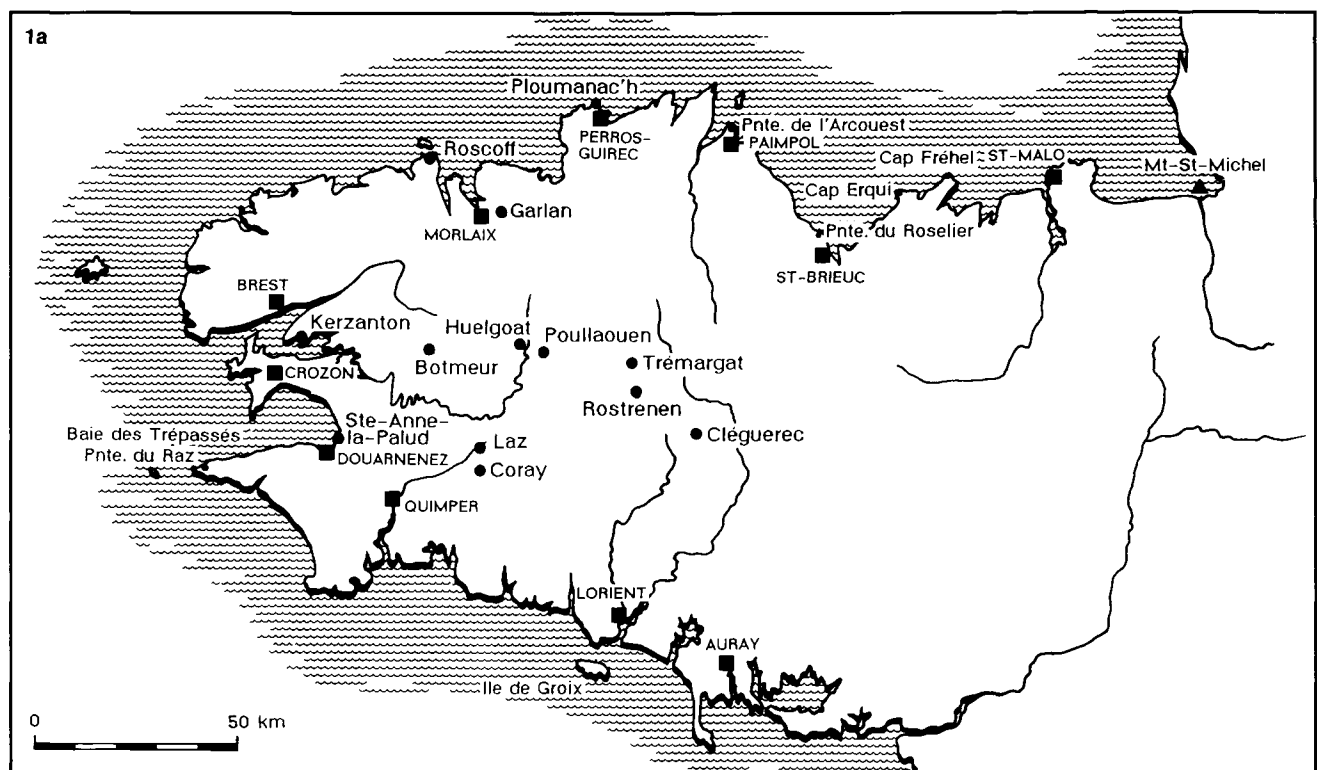 1a
Ploumanac'h
PERROS-
GUIREC
Pnte. de l'Arcouest
PAIMPOL
Roscoff
Cap Fréhel
ST-MALO
Mt-St-Michel
Cap Erqui
Garlan
MORLAIX
Pnte. du Roselier
ST-BRIEUC
BREST
Kerzanton
Huelgoat
Poullaouen
Botmeur
Trémargat
CROZON
Rostrenen
Ste-Anne-
la-Palud
Baie des Trépassés
Pnte. du Raz
DOUARNENEZ
Laz
Cléguerec
Coray
QUIMPER
LORIENT
AURAY
Ile de Groix
0
50 km